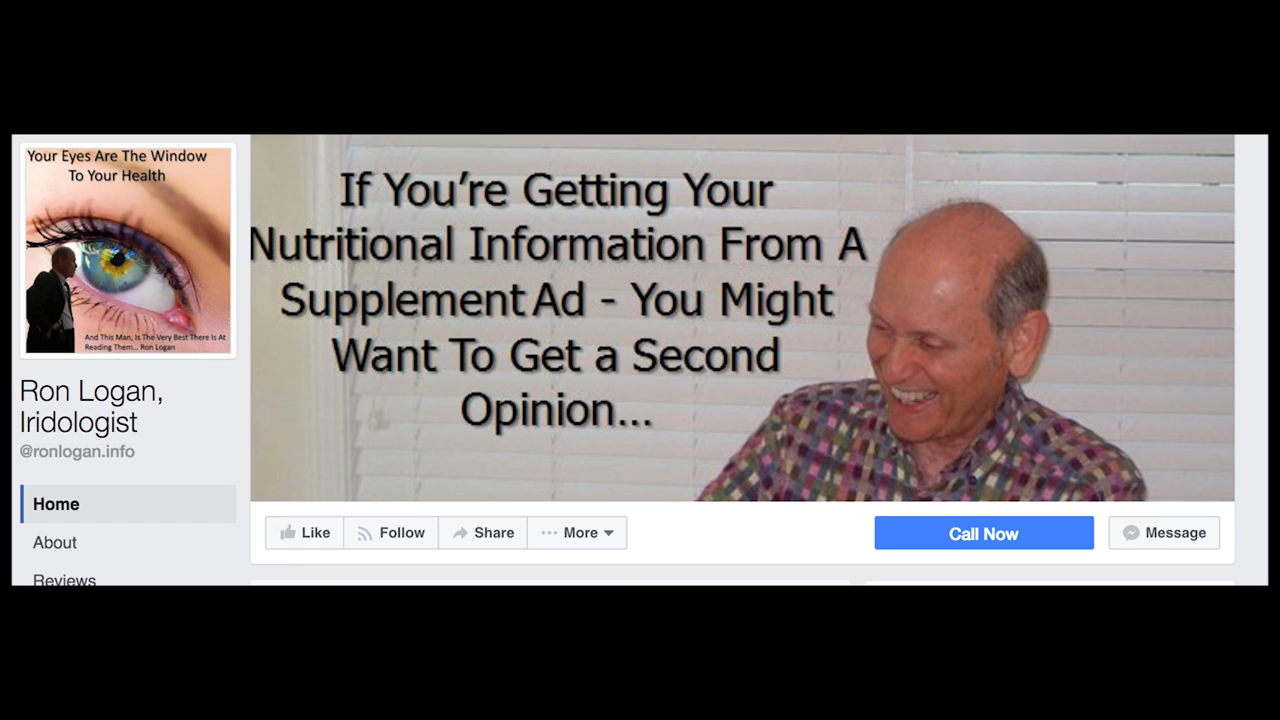 Your Eyes Are The Window
To Your Health
And This Man, Is The Very Best There Is At
Reading Them... Ron Logan
Ron Logan,
Iridologist
@ronlogan.info
Home
About
Reviews
If You're Getting Your
Nutritional Information From A
Supplement Ad - You Might
Want To Get a Second
Opinion...
Like Follow Share ... More
Call Now Message